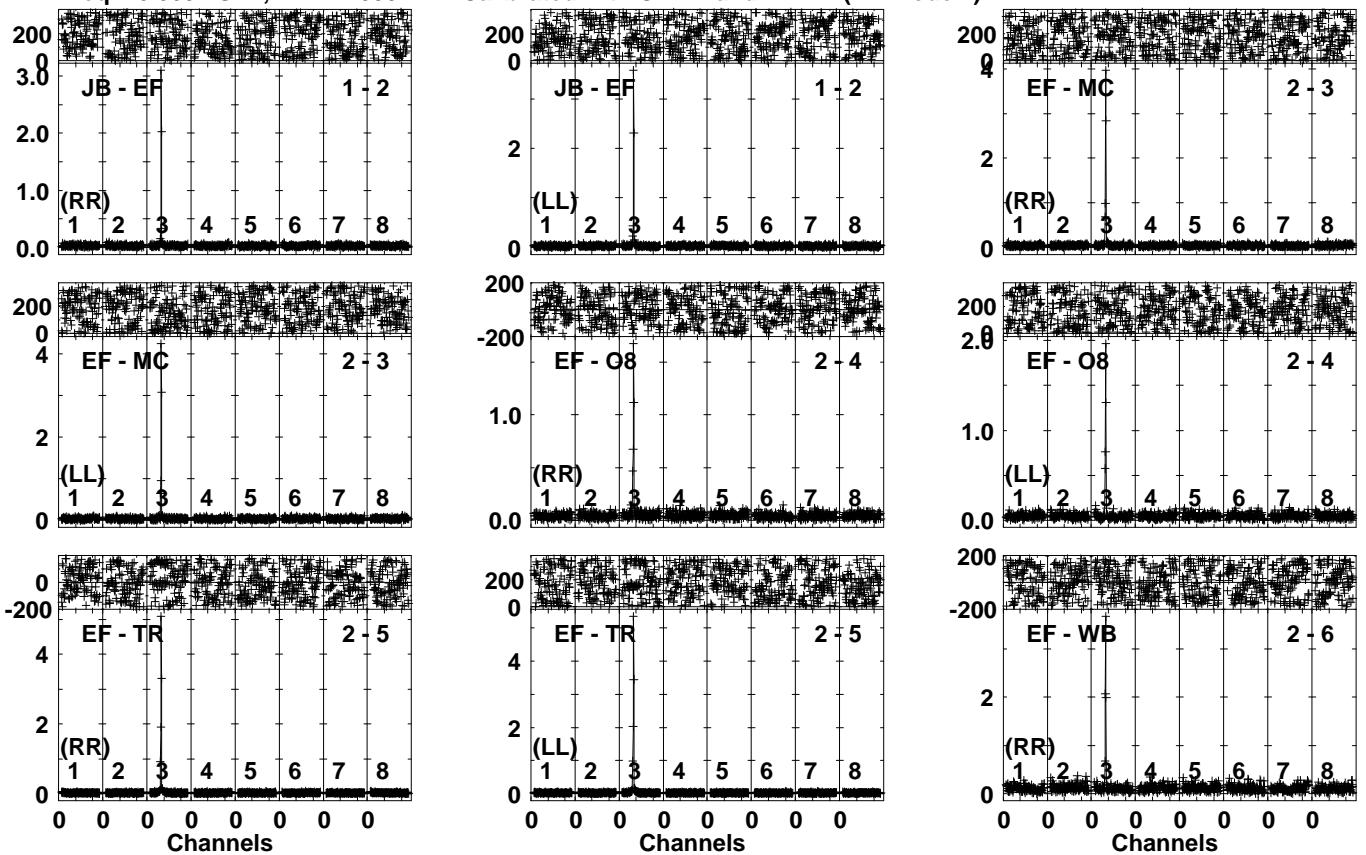 200 200 200
0 0 0
3.0 JB - EF 1 - 2 JB - EF 1 - 2 4 EF - MC 2 - 3
2.0 2 2
1.0
(RR) (LL) (RR)
1 2 3 4 5 6 7 8 1 2 3 4 5 6 7 8 1 2 3 4 5 6 7 8
0.0 0 0
200 200 200
0 -200 0
4 EF - MC 2 - 3 EF - O8 2 - 4 2.0 EF - O8 2 - 4
2 1.0 1.0
(LL) (RR) (LL)
1 2 3 4 5 6 7 8 1 2 3 4 5 6 7 8 1 2 3 4 5 6 7 8
0 0.0 0.0
0 200 200
-200 0 -200
EF - TR 2 - 5 EF - TR 2 - 5 EF - WB 2 - 6
4 4
2 2 2
(RR) (LL) (RR)
1 2 3 4 5 6 7 8 1 2 3 4 5 6 7 8 1 2 3 4 5 6 7 8
0 0 0
0 0 0 0 0 0 0 0 0 0 0 0 0 0 0 0 0 0 0 0 0 0 0 0
Channels Channels Channels